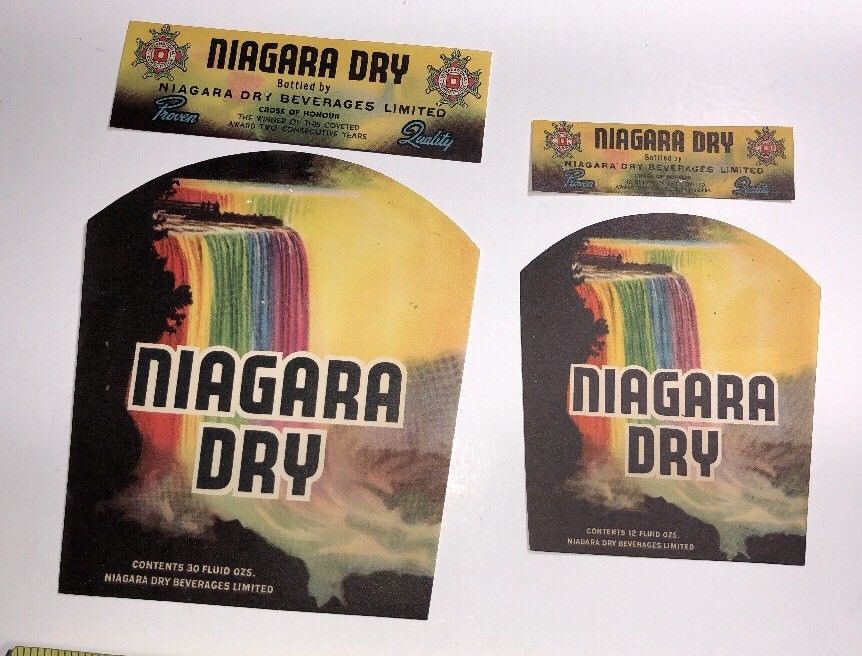 NIAGARA DRY
Bottled by
NIAGARA DRY BEVERAGES LIMITED
CROSS OF HONOUR
THE WINNER OF THIS COVETED
AWARD TWO CONSECUTIVE YEARS
Proven
Quality
NIAGARA
DRY
CONTENTS 30 FLUID OZS.
NIAGARA DRY BEVERAGES LIMITED
NIAGARA DRY
Bottled by
NIAGARA DRY BEVERAGES LIMITED
Proven
Quality
NIAGARA
DRY
CONTENTS 12 FLUID OZS.
NIAGARA DRY BEVERAGES LIMITED